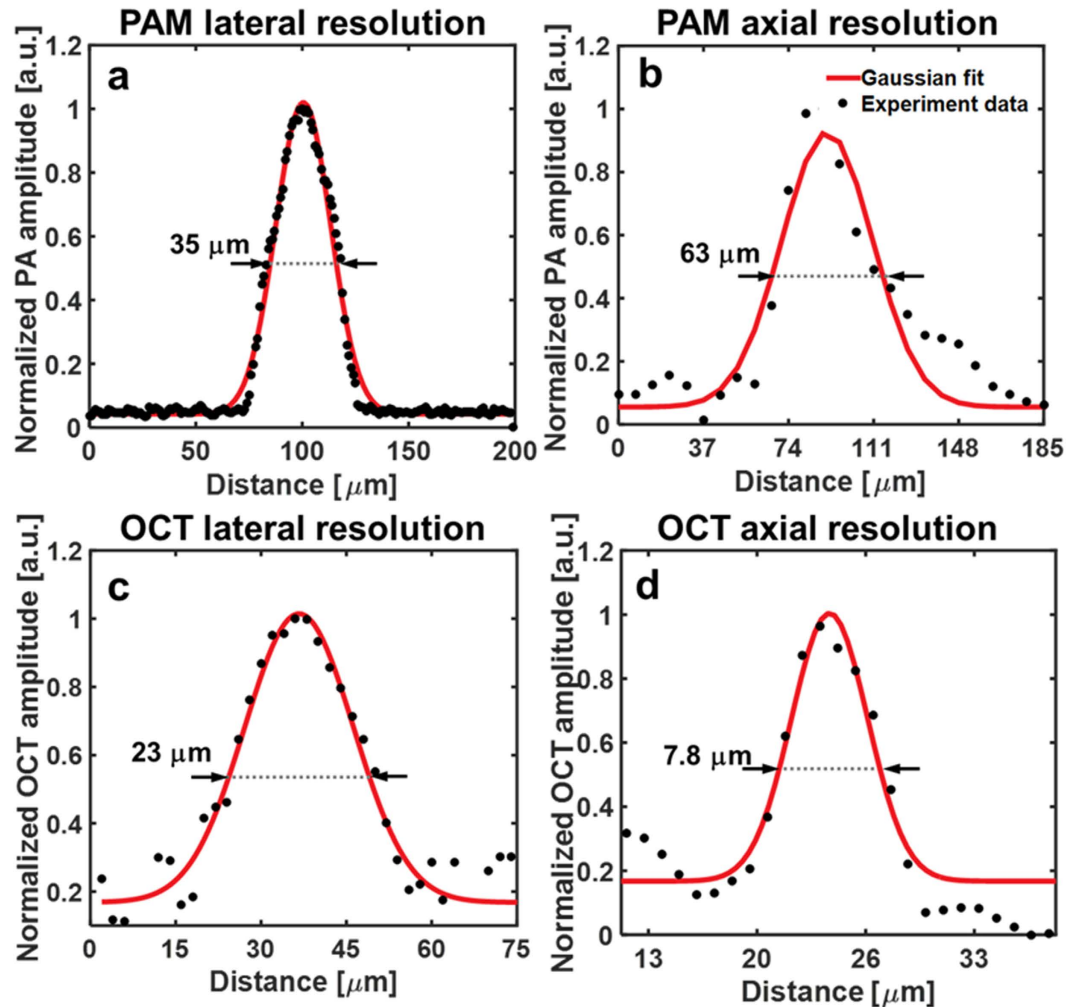 PAM lateral resolution
Normalized PA amplitude [a.u.]
1.2
1
0.8
0.6
0.4
0.2
0
a
35 μm
0 50 100 150 200
Distance [μm]
PAM axial resolution
Normalized PA amplitude [a.u.]
1.2
1
0.8
0.6
0.4
0.2
0
b
Gaussian fit
Experiment data
63 μm
0 37 74 111 148 185
Distance [μm]
OCT lateral resolution
Normalized OCT amplitude [a.u.]
1.2
1
0.8
0.6
0.4
0.2
c
23 μm
0 15 30 45 60 75
Distance [μm]
OCT axial resolution
Normalized OCT amplitude [a.u.]
1.2
1
0.8
0.6
0.4
0.2
0
d
7.8 μm
13 20 26 33
Distance [μm]